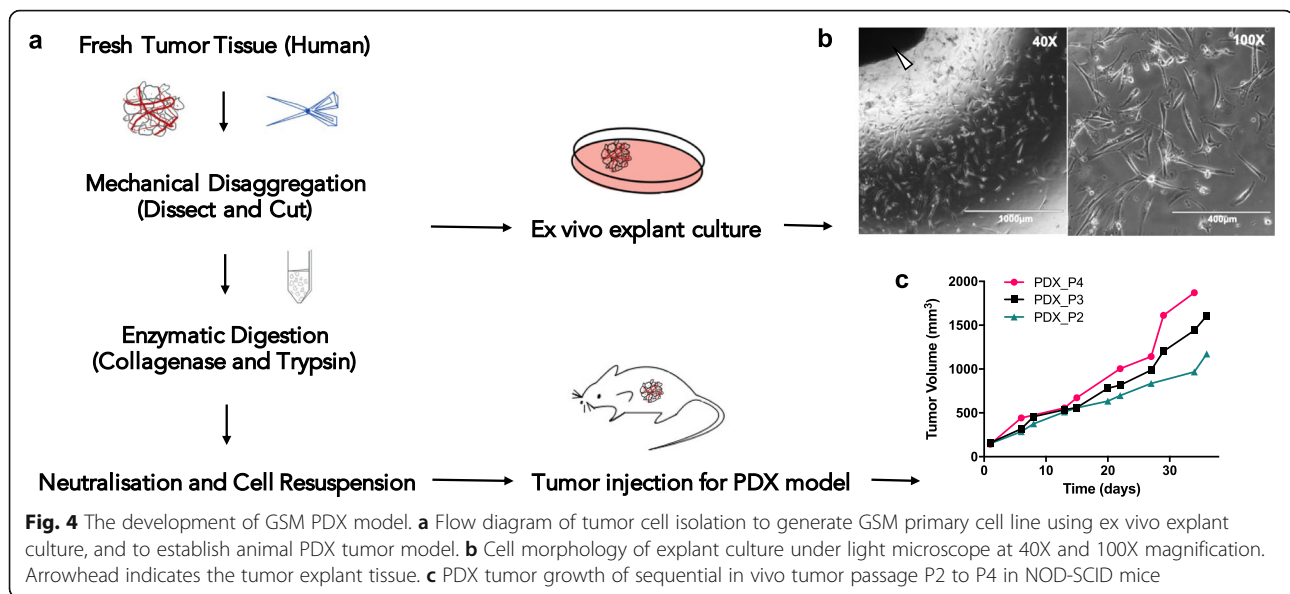 a
Fresh Tumor Tissue (Human)
Mechanical Disaggregation
(Dissect and Cut)
Enzymatic Digestion
(Collagenase and Trypsin)
Neutralisation and Cell Resuspension
Ex vivo explant culture
Tumor injection for PDX model
b
40X
1000µm
100X
400µm
c
PDX_P4
PDX_P3
PDX_P2
Tumor Volume (mm³)
2000
1500
1000
500
0
0 10 20 30
Time (days)
Fig. 4 The development of GSM PDX model. a Flow diagram of tumor cell isolation to generate GSM primary cell line using ex vivo explant
culture, and to establish animal PDX tumor model. b Cell morphology of explant culture under light microscope at 40X and 100X magnification.
Arrowhead indicates the tumor explant tissue. c PDX tumor growth of sequential in vivo tumor passage P2 to P4 in NOD-SCID mice